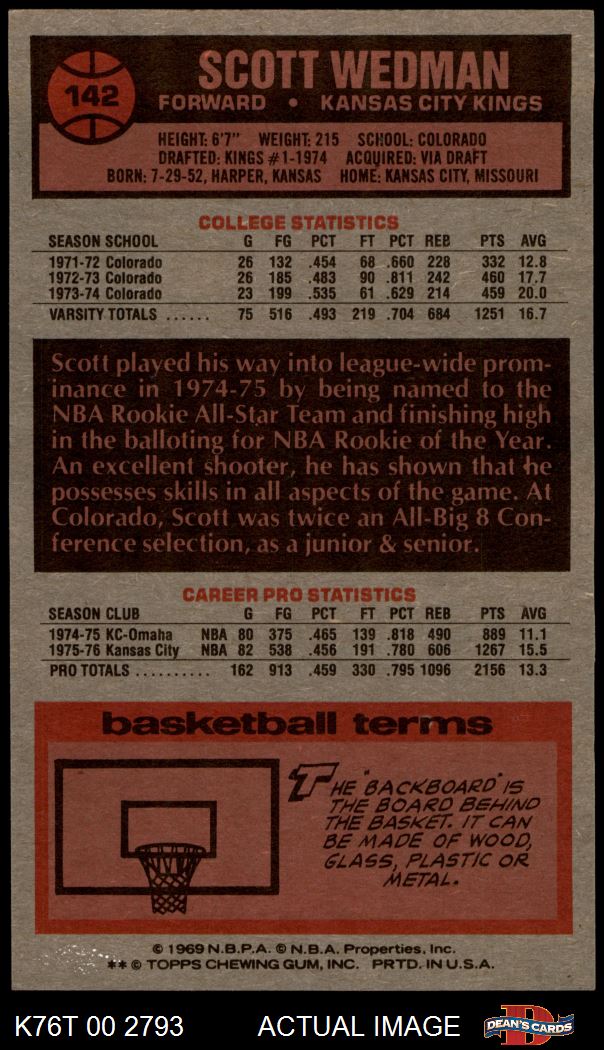 142
SCOTT WEDMAN
FORWARD • KANSAS CITY KINGS
HEIGHT: 6'7" WEIGHT: 215 SCHOOL: COLORADO
DRAFTED: KINGS #1-1974 ACQUIRED: VIA DRAFT
BORN: 7-29-52, HARPER, KANSAS HOME: KANSAS CITY, MISSOURI
COLLEGE STATISTICS
SEASON SCHOOL G FG PCT FT PCT REB PTS AVG
1971-72 Colorado 26 132 .454 68 .660 228 332 12.8
1972-73 Colorado 26 185 .483 90 .811 242 460 17.7
1973-74 Colorado 23 199 .535 61 .629 214 459 20.0
VARSITY TOTALS ...... 75 516 .493 219 .704 684 1251 16.7
Scott played his way into league-wide prom-
inance in 1974-75 by being named to the
NBA Rookie All-Star Team and finishing high
in the balloting for NBA Rookie of the Year.
An excellent shooter, he has shown that he
possesses skills in all aspects of the game. At
Colorado, Scott was twice an All-Big 8 Con-
ference selection, as a junior & senior.
CAREER PRO STATISTICS
SEASON CLUB G FG PCT FT PCT REB PTS AVG
1974-75 KC-Omaha NBA 80 375 .465 139 .818 490 889 11.1
1975-76 Kansas City NBA 82 538 .456 191 .780 606 1267 15.5
PRO TOTALS .......... 162 913 .459 330 .795 1096 2156 13.3
basketball terms
THE "BACKBOARD" IS
THE BOARD BEHIND
THE BASKET. IT CAN
BE MADE OF WOOD,
GLASS, PLASTIC OR
METAL.
© 1969 N.B.P.A. © N.B.A. Properties, Inc.
** © TOPPS CHEWING GUM, INC. PRTD. IN U.S.A.
K76T 00 2793 ACTUAL IMAGE
D
DEAN'S CARDS